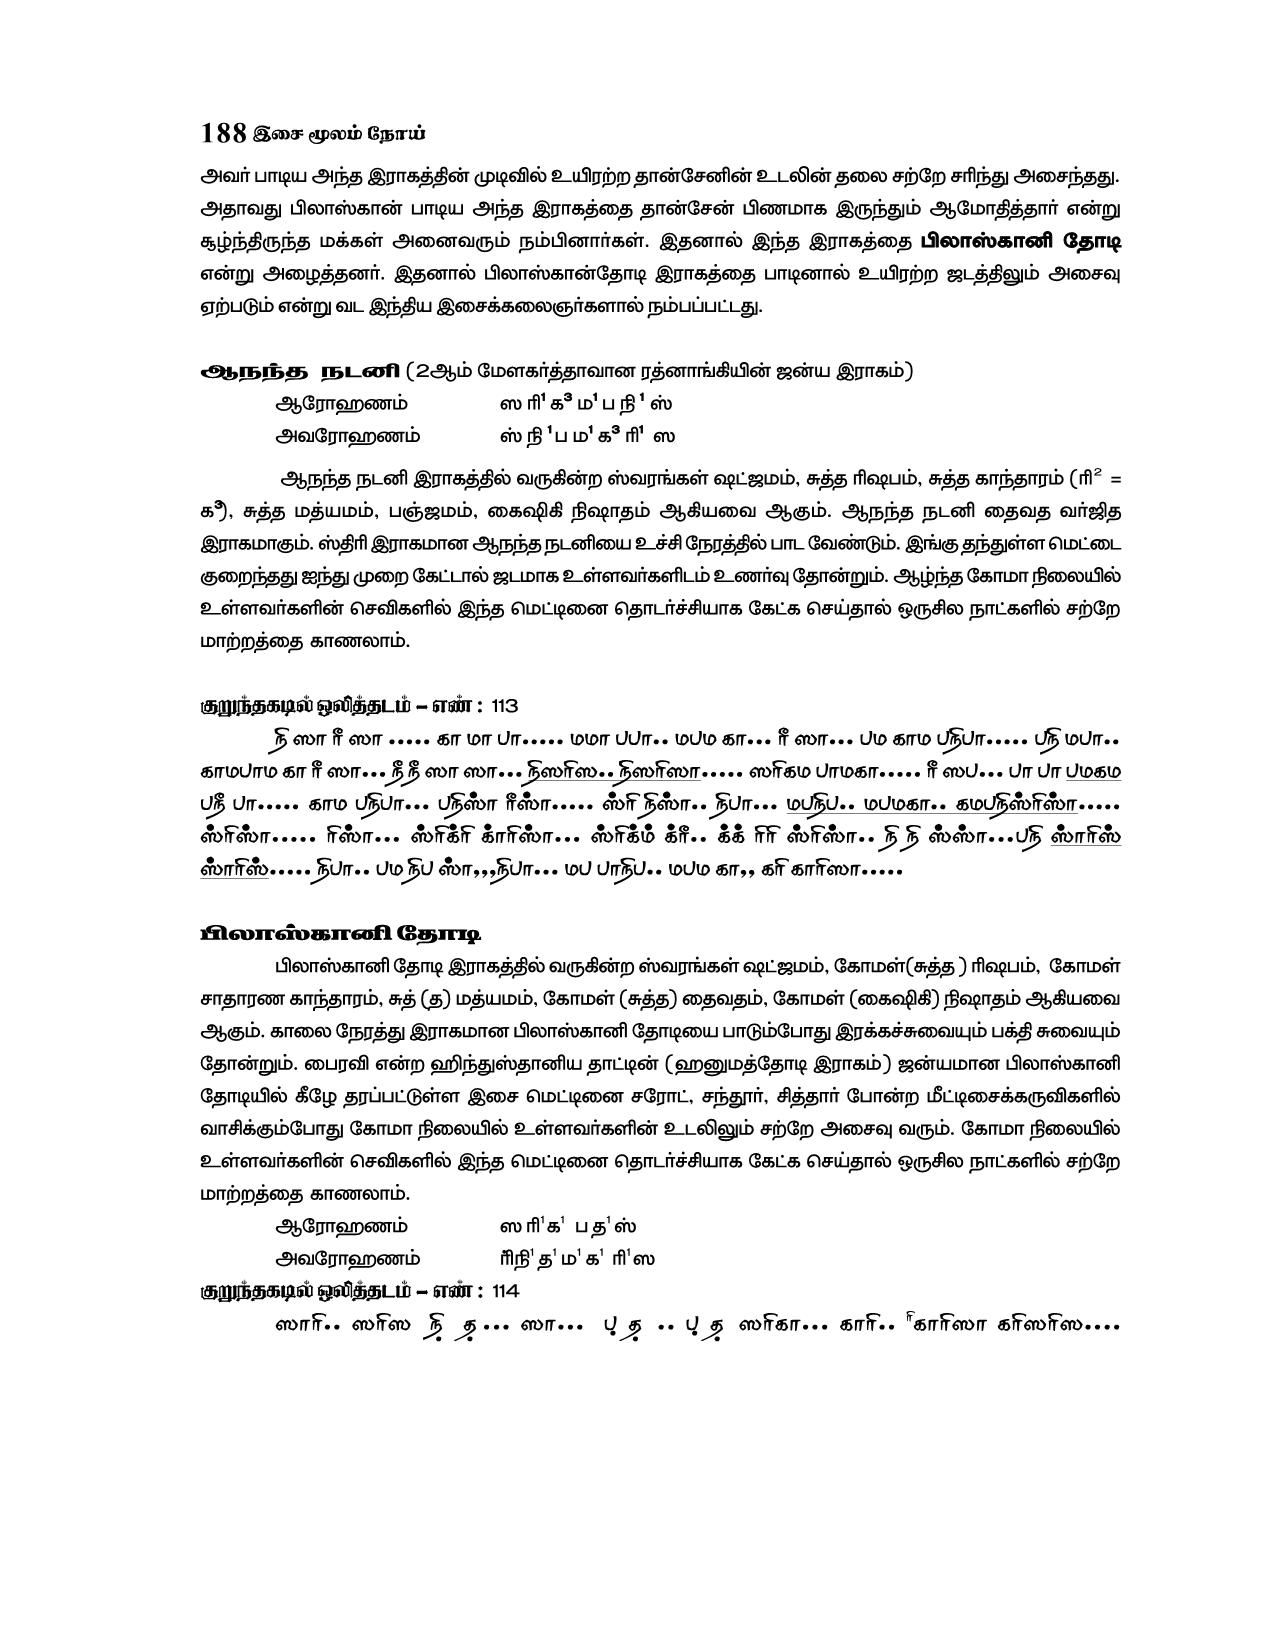 188 இசை மூலம் நோய்
அவர் பாடிய அந்த இராகத்தின் முடிவில் உயிரற்ற தான்சேனின் உடலின் தலை சற்றே சரிந்து அசைந்தது.
அதாவது பிலாஸ்கான் பாடிய அந்த இராகத்தை தான்சேன் பிணமாக இருந்தும் ஆமோதித்தார் என்று
சூழ்ந்திருந்த மக்கள் அனைவரும் நம்பினார்கள். இதனால் இந்த இராகத்தை பிலாஸ்கானி தோடி
என்று அழைத்தனர். இதனால் பிலாஸ்கான்தோடி இராகத்தை பாடினால் உயிரற்ற ஜடத்திலும் அசைவு
ஏற்படும் என்று வட இந்திய இசைக்கலைஞர்களால் நம்பப்பட்டது.
ஆநந்த நடனி (2ஆம் மேளகர்த்தாவான ரத்னாங்கியின் ஜன்ய இராகம்)
ஆரோஹணம் ஸ ரி¹ க³ ம¹ ப நி¹ ஸ்
அவரோஹணம் ஸ் நி¹ ப ம¹ க³ ரி¹ ஸ
ஆநந்த நடனி இராகத்தில் வருகின்ற ஸ்வரங்கள் ஷட்ஜமம், சுத்த ரிஷபம், சுத்த காந்தாரம் (ரி² =
க³), சுத்த மத்யமம், பஞ்ஜமம், கைஷிகி நிஷாதம் ஆகியவை ஆகும். ஆநந்த நடனி தைவத வர்ஜித
இராகமாகும். ஸ்திரி இராகமான ஆநந்த நடனியை உச்சி நேரத்தில் பாட வேண்டும். இங்கு தந்துள்ள மெட்டை
குறைந்தது ஐந்து முறை கேட்டால் ஜடமாக உள்ளவர்களிடம் உணர்வு தோன்றும். ஆழ்ந்த கோமா நிலையில்
உள்ளவர்களின் செவிகளில் இந்த மெட்டினை தொடர்ச்சியாக கேட்க செய்தால் ஒருசில நாட்களில் சற்றே
மாற்றத்தை காணலாம்.
குறுந்தகடில் ஒலித்தடம் – எண் : 113
நி ஸா ரீ ஸா ..... கா மா பா..... மமா பபா.. மபம கா... ரீ ஸா... பம காம பநிபா..... பநி மபா..
காமபாம கா ரீ ஸா... நீ நீ ஸா ஸா... நிஸரிஸ.. நிஸரிஸா..... ஸரிகம பாமகா..... ரீ ஸப... பா பா பமகம
பநீ பா..... காம பநிபா... பநிஸ்ா ரீஸ்ா..... ஸ்ரி நிஸ்ா.. நிபா... மபநிப.. மபமகா.. கமபநிஸ்ரிஸ்ா.....
ஸ்ரிஸ்ா..... ரிஸ்ா... ஸ்ரிக்ரி க்ாரிஸ்ா... ஸ்ரிக்ம் க்ரீ.. க்க் ரிரி ஸ்ரிஸ்ா.. நி நி ஸ்ஸ்ா...பநி ஸ்ாரிஸ்
ஸ்ாரிஸ்..... நிபா.. பம நிப ஸ்ா,,,நிபா... மப பாநிப.. மபம கா,, கரி காரிஸா.....
பிலாஸ்கானி தோடி
பிலாஸ்கானி தோடி இராகத்தில் வருகின்ற ஸ்வரங்கள் ஷட்ஜமம், கோமள்(சுத்த ) ரிஷபம், கோமள்
சாதாரண காந்தாரம், சுத் (த) மத்யமம், கோமள் (சுத்த) தைவதம், கோமள் (கைஷிகி) நிஷாதம் ஆகியவை
ஆகும். காலை நேரத்து இராகமான பிலாஸ்கானி தோடியை பாடும்போது இரக்கச்சுவையும் பக்தி சுவையும்
தோன்றும். பைரவி என்ற ஹிந்துஸ்தானிய தாட்டின் (ஹனுமத்தோடி இராகம்) ஜன்யமான பிலாஸ்கானி
தோடியில் கீழே தரப்பட்டுள்ள இசை மெட்டினை சரோட், சந்தூர், சித்தார் போன்ற மீட்டிசைக்கருவிகளில்
வாசிக்கும்போது கோமா நிலையில் உள்ளவர்களின் உடலிலும் சற்றே அசைவு வரும். கோமா நிலையில்
உள்ளவர்களின் செவிகளில் இந்த மெட்டினை தொடர்ச்சியாக கேட்க செய்தால் ஒருசில நாட்களில் சற்றே
மாற்றத்தை காணலாம்.
ஆரோஹணம் ஸ ரி¹ க¹ ப த¹ ஸ்
அவரோஹணம் ரிநி¹ த¹ ம¹ க¹ ரி¹ ஸ
குறுந்தகடில் ஒலித்தடம் – எண் : 114
ஸாரி.. ஸரிஸ நி த ... ஸா... ப த .. ப த ஸரிகா... காரி.. ரிகாரிஸா கரிஸரிஸ....